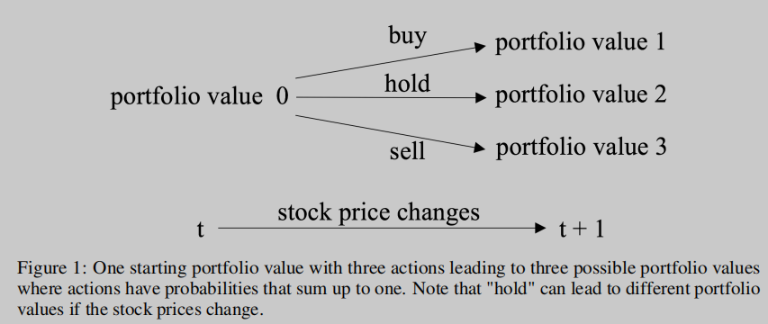 buy
portfolio value 1
portfolio value 0
hold
portfolio value 2
sell
portfolio value 3
stock price changes
t
t + 1
Figure 1: One starting portfolio value with three actions leading to three possible portfolio values
where actions have probabilities that sum up to one. Note that "hold" can lead to different portfolio
values if the stock prices change.